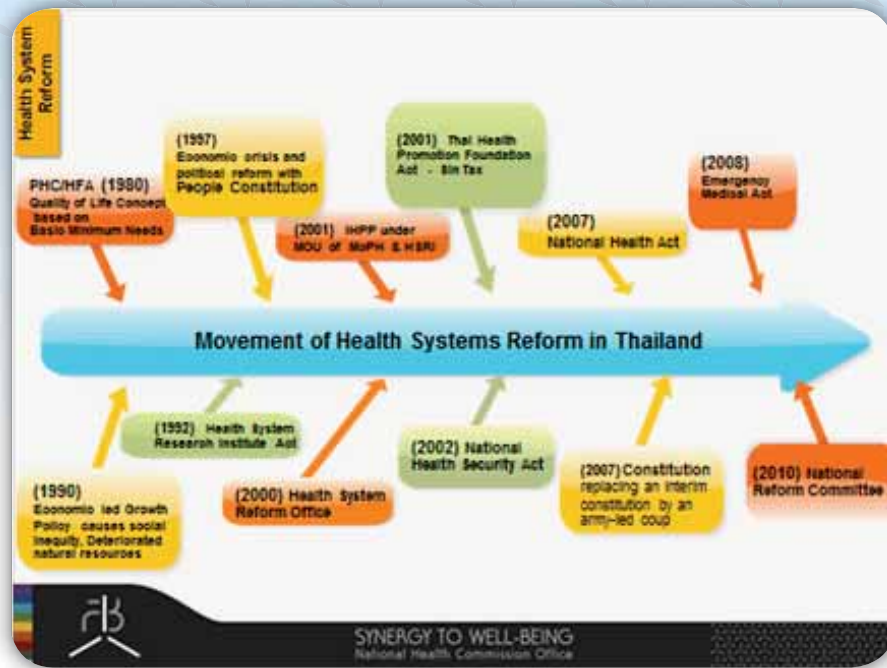 Health System
Reform
PHC/HFA (1980)
Quality of Life Concept
based on
Basic Minimum Needs
(1997)
Economic crisis and
political reform with
People Constitution
(2001) IHPP under
MOU of MoPH & HSRI
(2001) Thai Health
Promotion Foundation
Act - Sin Tax
(2007)
National Health Act
(2008)
Emergency
Medical Act
Movement of Health Systems Reform in Thailand
(1990)
Economic led Growth
Policy causes social
inequity, Deteriorated
natural resources
(1992) Health System
Research Institute Act
(2000) Health System
Reform Office
(2002) National
Health Security Act
(2007) Constitution
replacing an interim
constitution by an
army-led coup
(2010) National
Reform Committee
SYNERGY TO WELL-BEING
National Health Commission Office